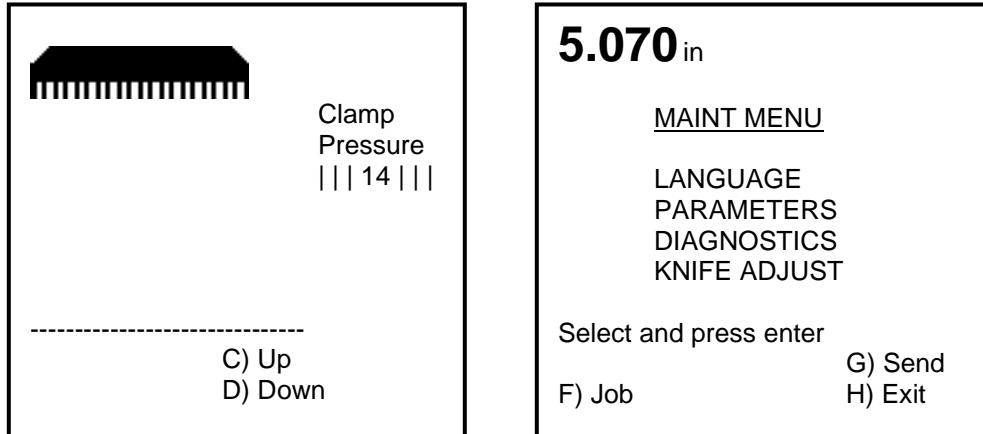 Clamp
Pressure
| | | 14 | | |
-------------------------------
C) Up
D) Down
5.070 in
MAINT MENU
LANGUAGE
PARAMETERS
DIAGNOSTICS
KNIFE ADJUST
Select and press enter
G) Send
F) Job H) Exit